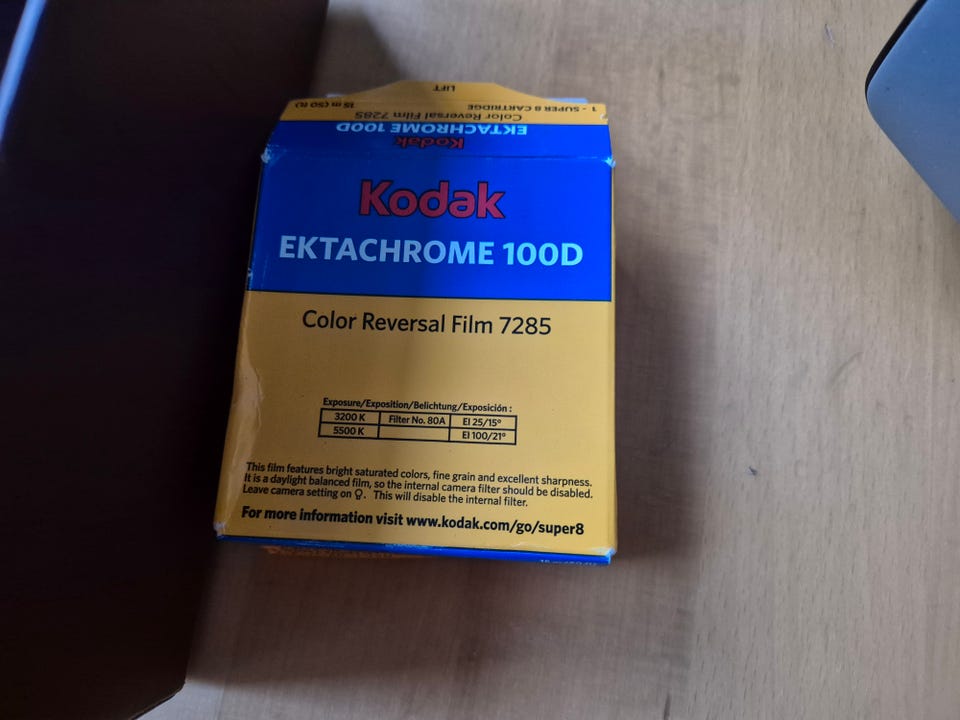 LIFT
1 - SUPER 8 CARTRIDGE 15 m (50 ft)
Color Reversal Film 7285
EKTACHROME 100D
Kodak
Kodak
EKTACHROME 100D
Color Reversal Film 7285
Exposure/Exposition/Belichtung/Exposición :
3200 K Filter No. 80A EI 25/15°
5500 K EI 100/21°
This film features bright saturated colors, fine grain and excellent sharpness.
It is a daylight balanced film, so the internal camera filter should be disabled.
Leave camera setting on . This will disable the internal filter.
For more information visit www.kodak.com/go/super8